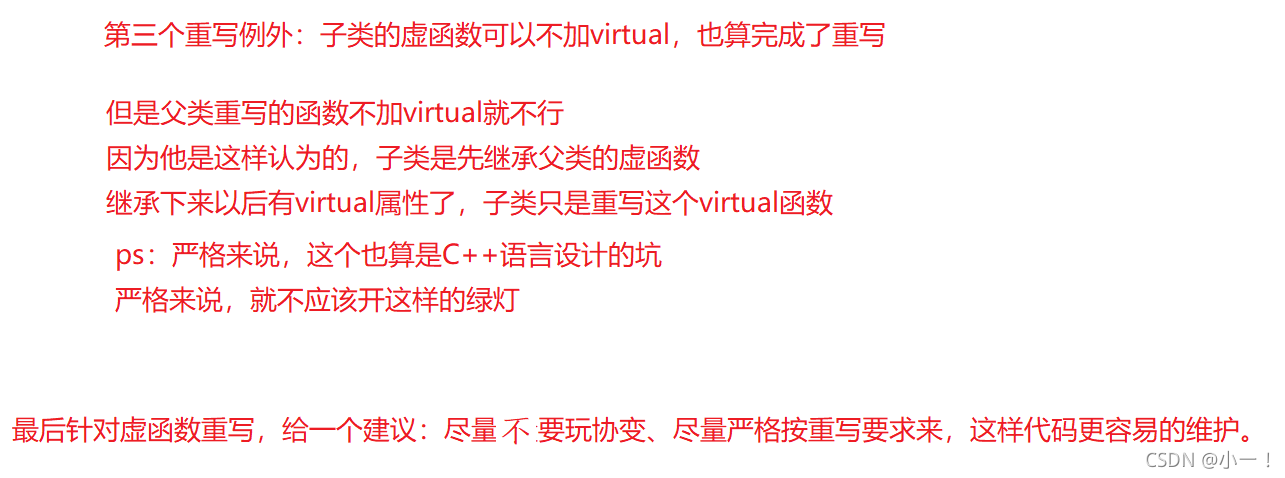 第三个重写例外：子类的虚函数可以不加virtual，也算完成了重写
但是父类重写的函数不加virtual就不行
因为他是这样认为的，子类是先继承父类的虚函数
继承下来以后有virtual属性了，子类只是重写这个virtual函数
ps：严格来说，这个也算是C++语言设计的坑
严格来说，就不应该开这样的绿灯
最后针对虚函数重写，给一个建议：尽量不要玩协变、尽量严格按重写要求来，这样代码更容易的维护。
CSDN @小一！